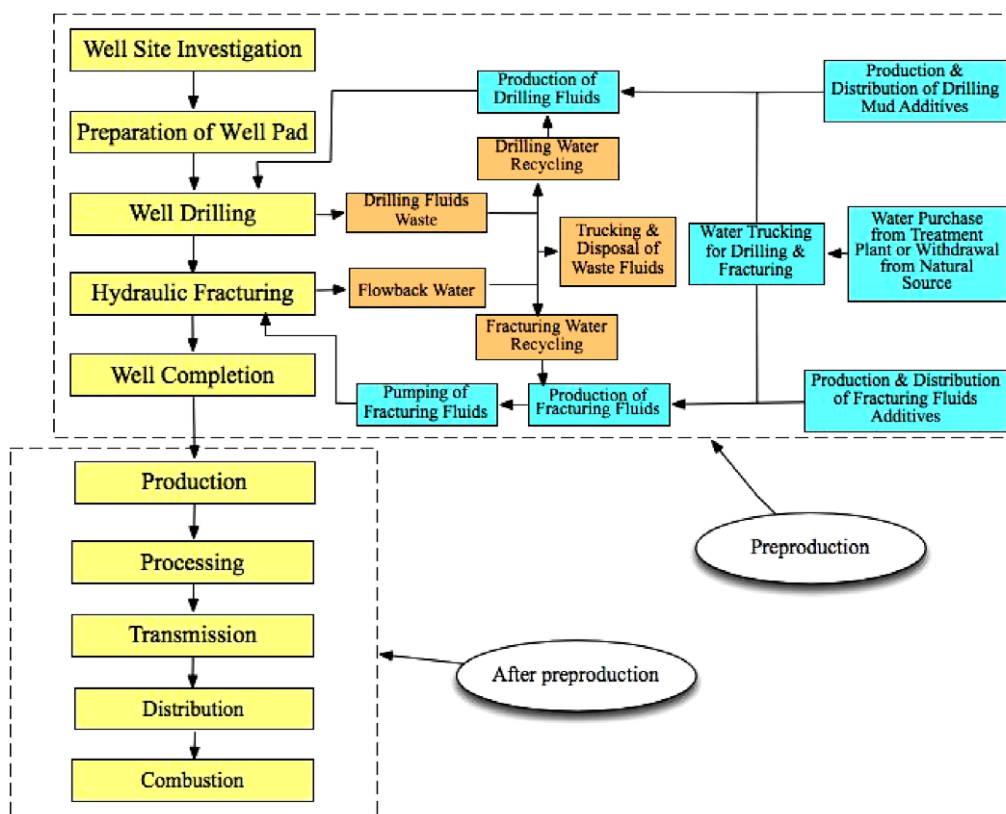 Well Site Investigation
Preparation of Well Pad
Well Drilling
Hydraulic Fracturing
Well Completion
Production of
Drilling Fluids
Drilling Water
Recycling
Drilling Fluids
Waste
Trucking &
Disposal of
Waste Fluids
Flowback Water
Fracturing Water
Recycling
Pumping of
Fracturing Fluids
Production of
Fracturing Fluids
Production &
Distribution of Drilling
Mud Additives
Water Trucking
for Drilling &
Fracturing
Water Purchase
from Treatment
Plant or Withdrawal
from Natural
Source
Production & Distribution
of Fracturing Fluids
Additives
Preproduction
Production
Processing
Transmission
Distribution
Combustion
After preproduction